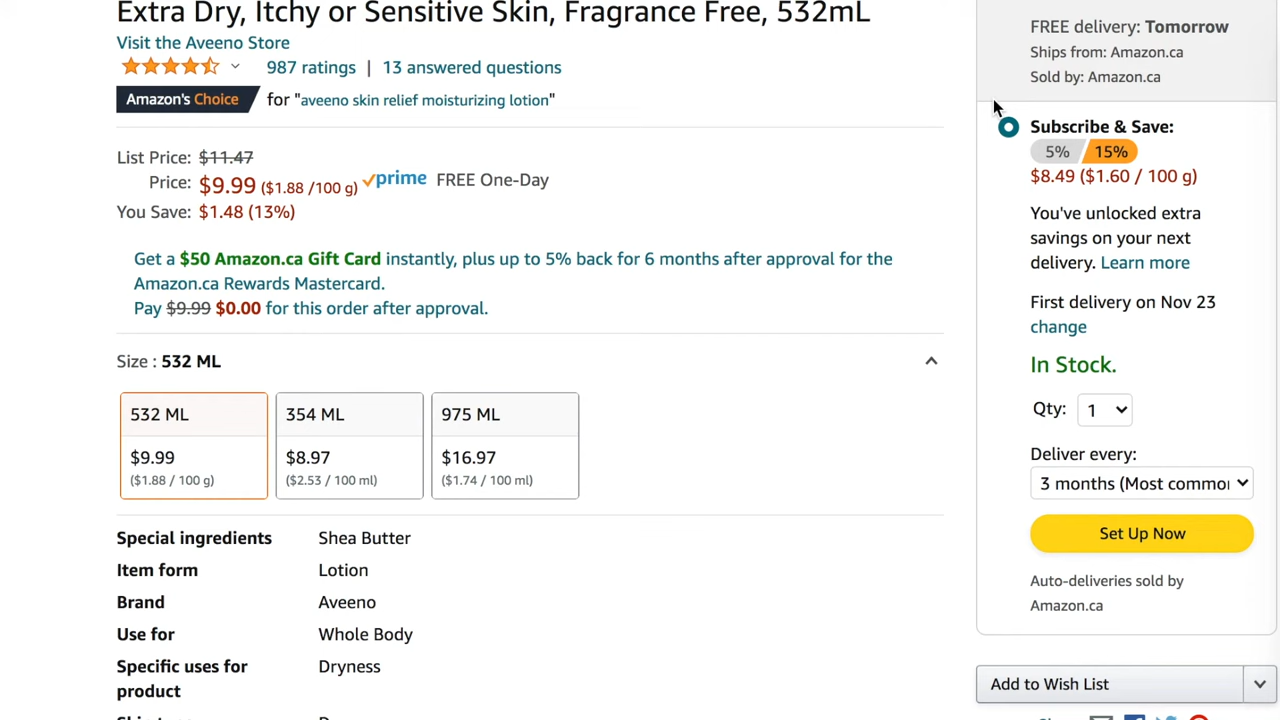 Extra Dry, Itchy or Sensitive Skin, Fragrance Free, 532mL
Visit the Aveeno Store
987 ratings | 13 answered questions
Amazon's Choice for "aveeno skin relief moisturizing lotion"
List Price: $11.47
Price: $9.99 ($1.88 /100 g) prime FREE One-Day
You Save: $1.48 (13%)
Get a $50 Amazon.ca Gift Card instantly, plus up to 5% back for 6 months after approval for the
Amazon.ca Rewards Mastercard.
Pay $9.99 $0.00 for this order after approval.
Size : 532 ML
532 ML
$9.99
($1.88 / 100 g)
354 ML
$8.97
($2.53 / 100 ml)
975 ML
$16.97
($1.74 / 100 ml)
Special ingredients Shea Butter
Item form Lotion
Brand Aveeno
Use for Whole Body
Specific uses for Dryness
product
FREE delivery: Tomorrow
Ships from: Amazon.ca
Sold by: Amazon.ca
Subscribe & Save:
5% 15%
$8.49 ($1.60 / 100 g)
You've unlocked extra
savings on your next
delivery. Learn more
First delivery on Nov 23
change
In Stock.
Qty: 1
Deliver every:
3 months (Most common
Set Up Now
Auto-deliveries sold by
Amazon.ca
Add to Wish List